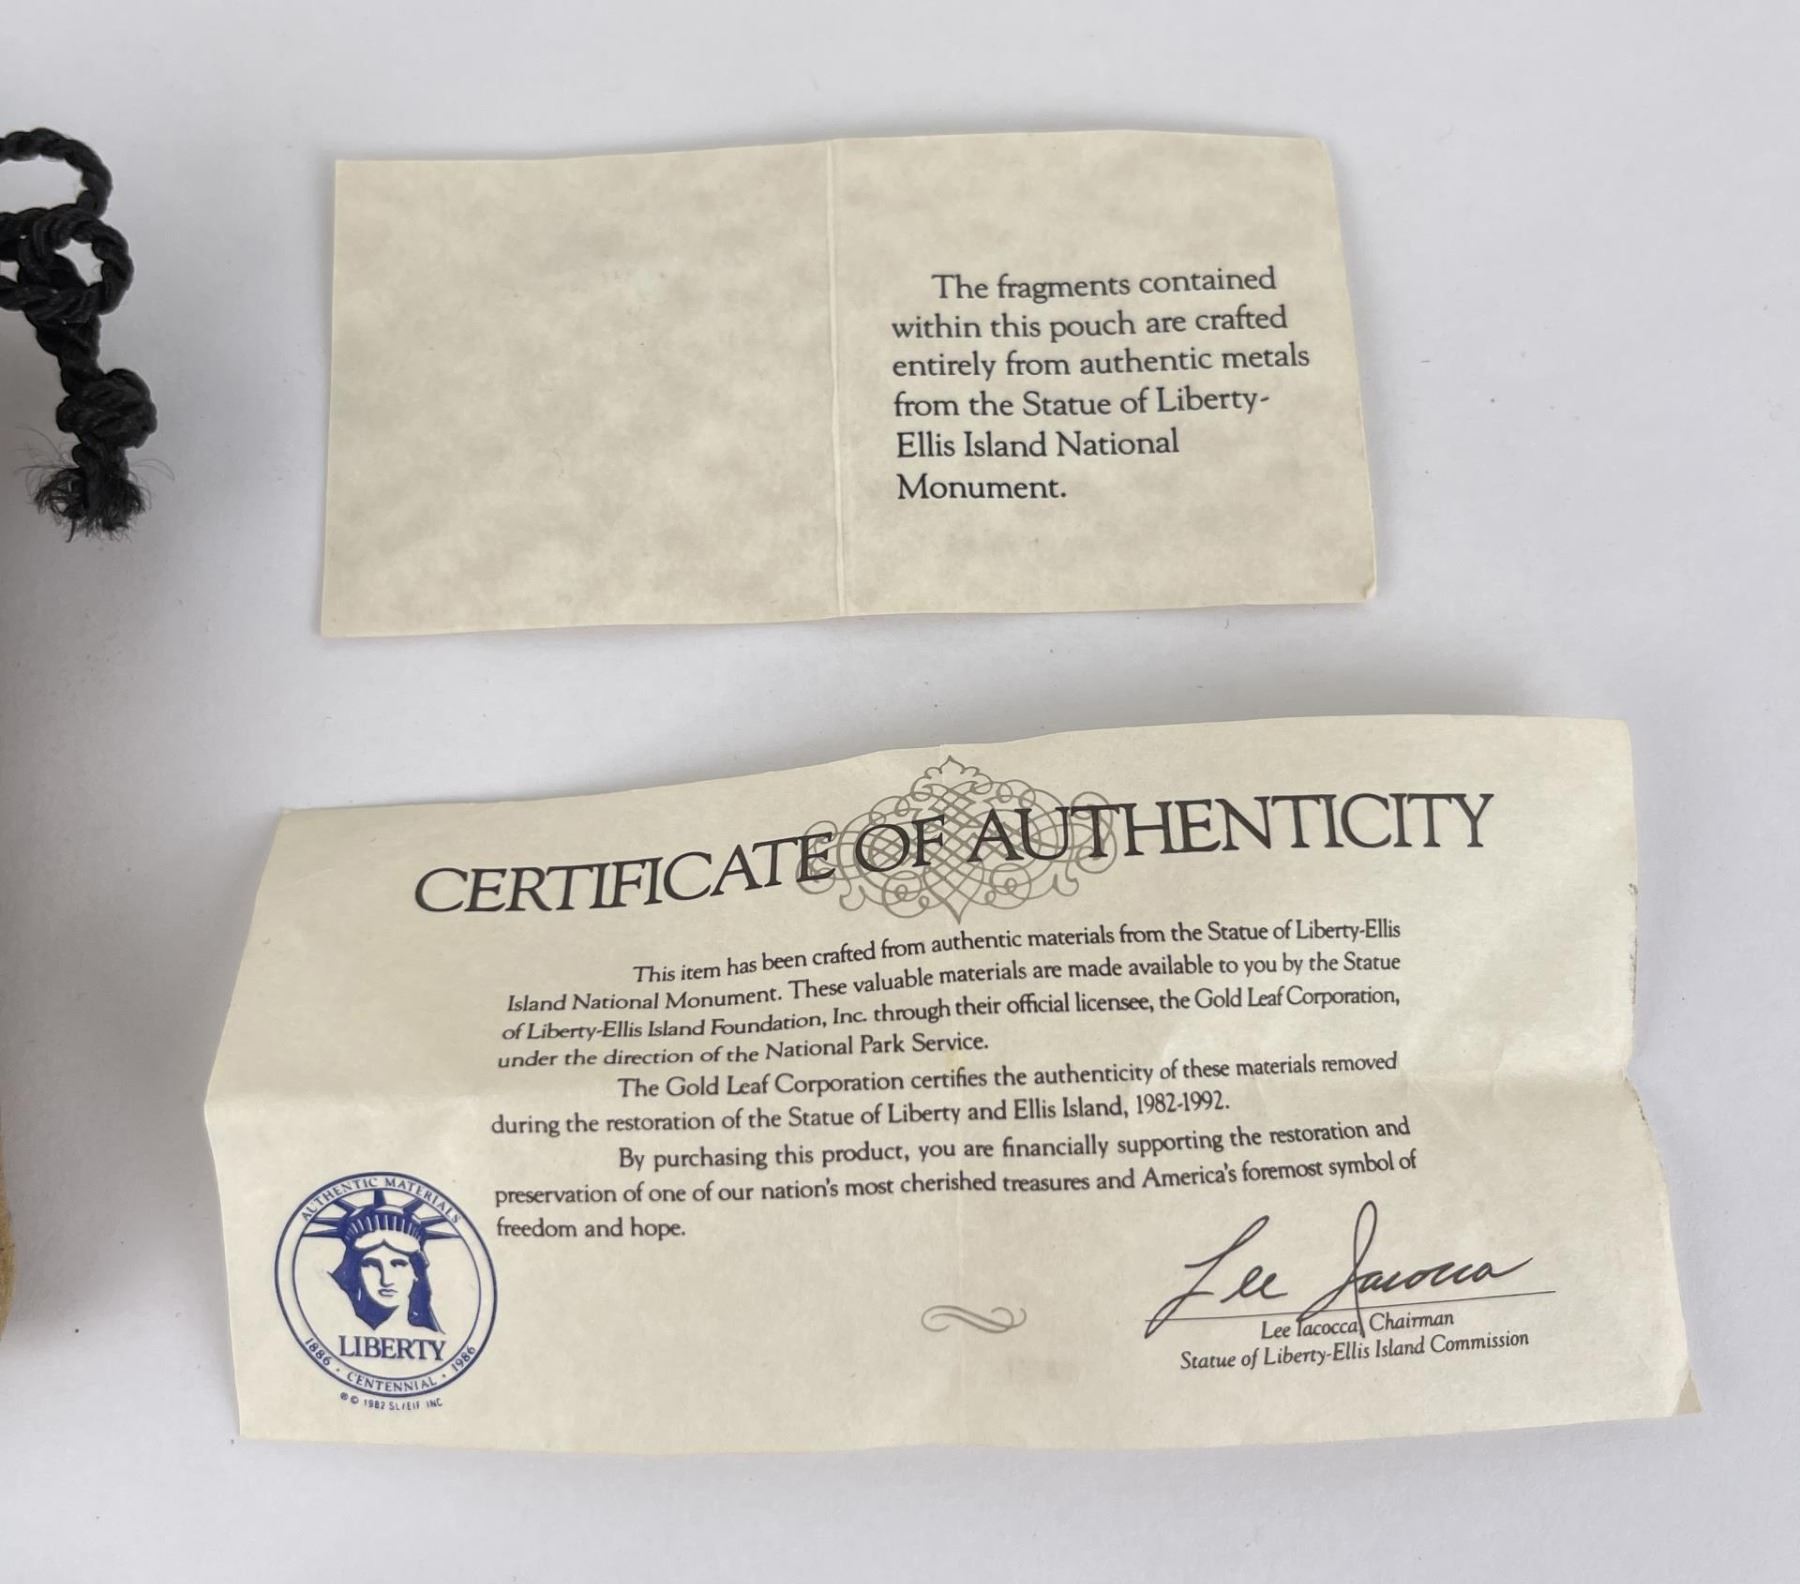 The fragments contained
within this pouch are crafted
entirely from authentic metals
from the Statue of Liberty-
Ellis Island National
Monument.
CERTIFICATE OF AUTHENTICITY
This item has been crafted from authentic materials from the Statue of Liberty-Ellis
Island National Monument. These valuable materials are made available to you by the Statue
of Liberty-Ellis Island Foundation, Inc. through their official licensee, the Gold Leaf Corporation,
under the direction of the National Park Service.
The Gold Leaf Corporation certifies the authenticity of these materials removed
during the restoration of the Statue of Liberty and Ellis Island, 1982-1992.
By purchasing this product, you are financially supporting the restoration and
preservation of one of our nation's most cherished treasures and America's foremost symbol of
freedom and hope.
AUTHENTIC MATERIALS
LIBERTY
1886 • CENTENNIAL • 1986
®© 1982 SL/EIF INC
Lee Iacocca
Lee Iacocca, Chairman
Statue of Liberty-Ellis Island Commission